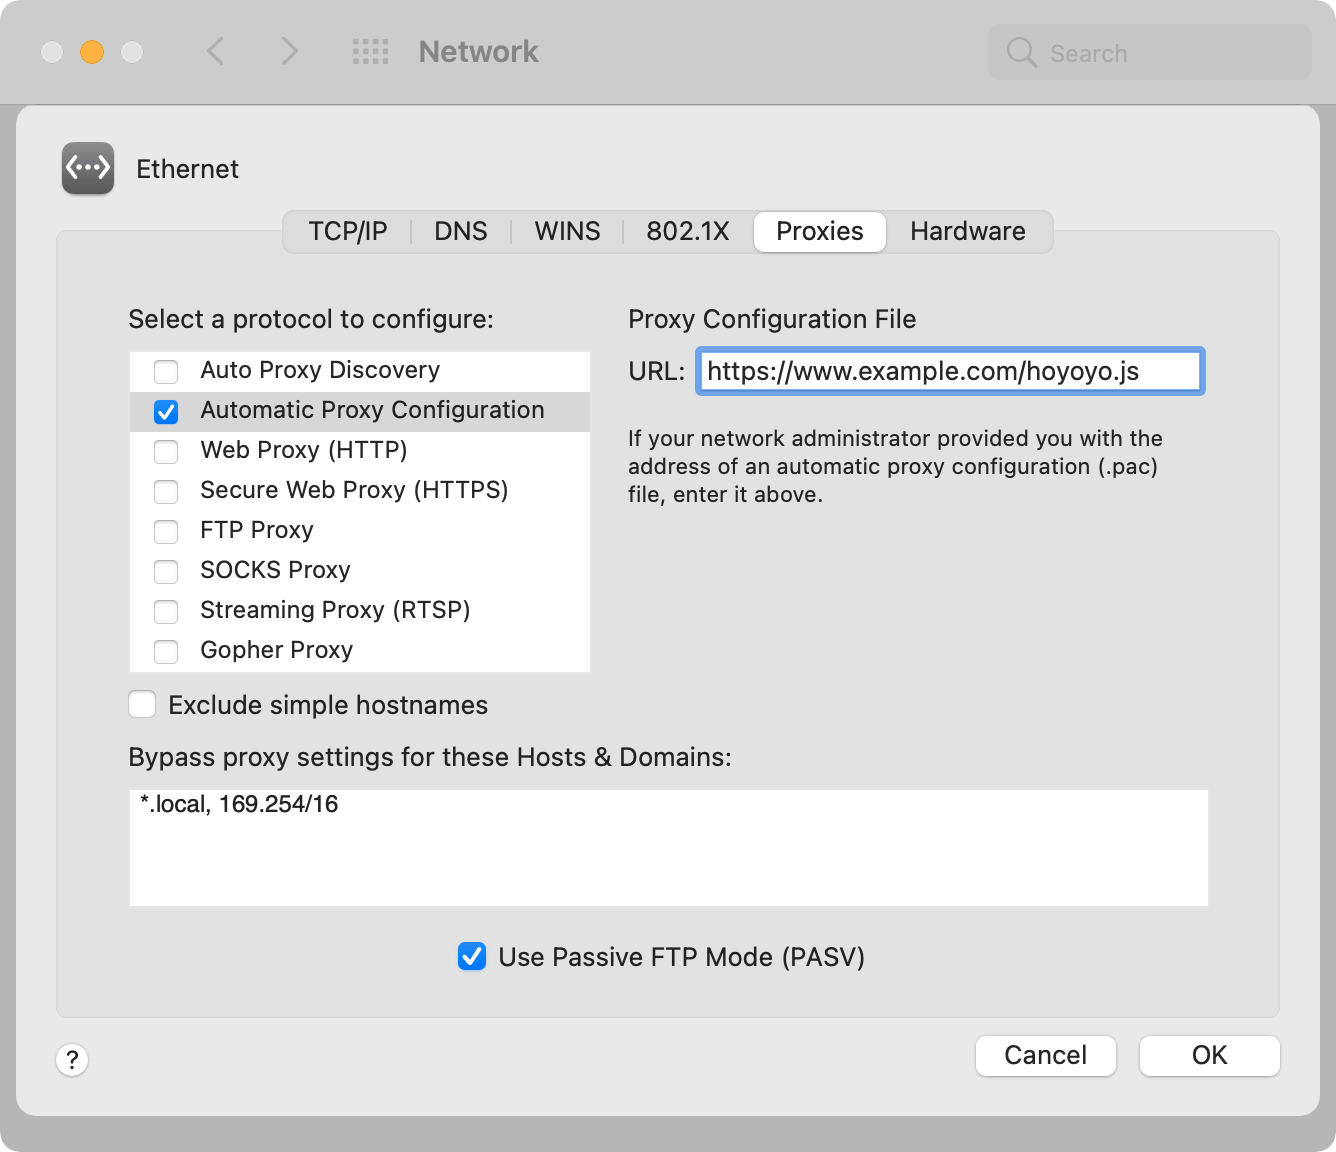 Network
Search
Ethernet
TCP/IP
DNS
WINS
802.1X
Proxies
Hardware
Select a protocol to configure:
Auto Proxy Discovery
Automatic Proxy Configuration
Web Proxy (HTTP)
Secure Web Proxy (HTTPS)
FTP Proxy
SOCKS Proxy
Streaming Proxy (RTSP)
Gopher Proxy
Proxy Configuration File
URL: https://www.example.com/hoyoyo.js
If your network administrator provided you with the
address of an automatic proxy configuration (.pac)
file, enter it above.
Exclude simple hostnames
Bypass proxy settings for these Hosts & Domains:
*.local, 169.254/16
Use Passive FTP Mode (PASV)
?
Cancel
OK